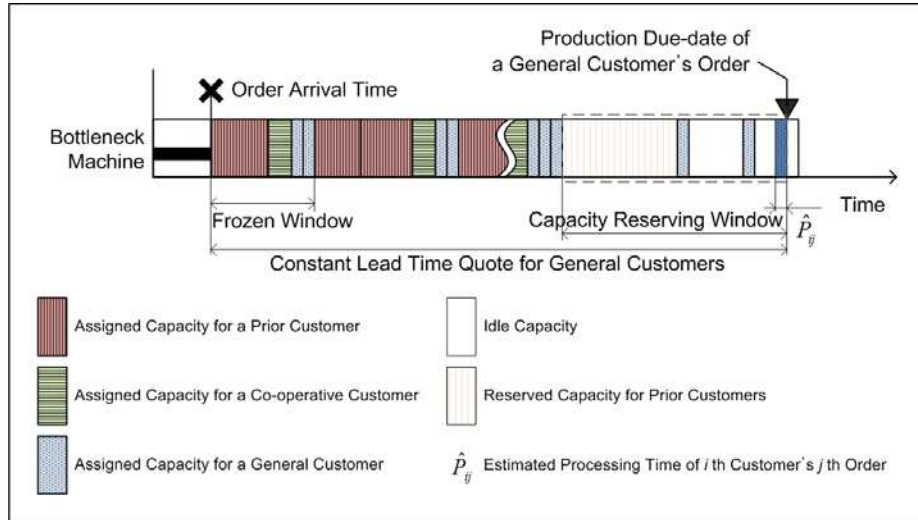 Production Due-date of
a General Customer's Order
Order Arrival Time
Bottleneck
Machine
Time
Frozen Window
Capacity Reserving Window
P̂ij
Constant Lead Time Quote for General Customers
Assigned Capacity for a Prior Customer
Idle Capacity
Assigned Capacity for a Co-operative Customer
Reserved Capacity for Prior Customers
Assigned Capacity for a General Customer
P̂ij Estimated Processing Time of i th Customer's j th Order